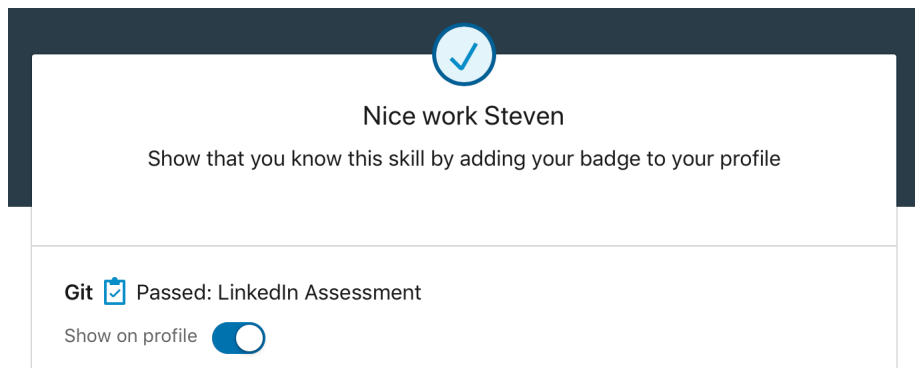 Nice work Steven
Show that you know this skill by adding your badge to your profile
Git Passed: LinkedIn Assessment
Show on profile